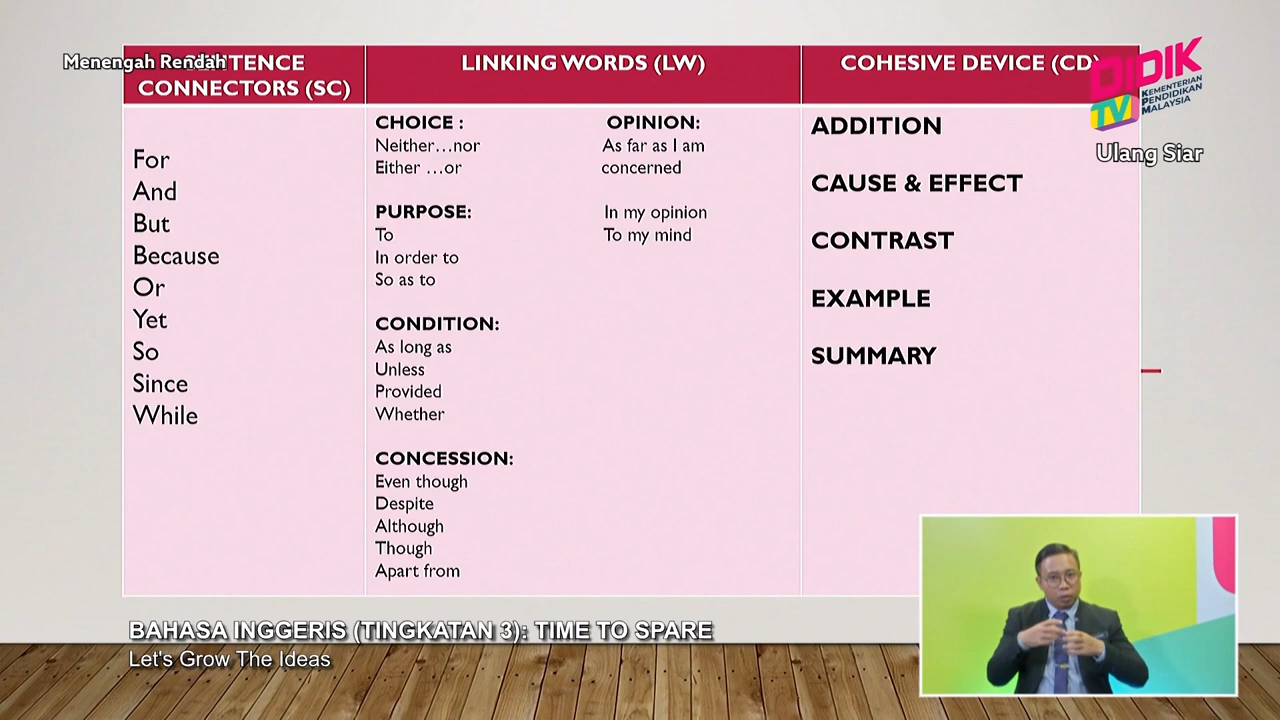 Menengah Rendah
SENTENCE
CONNECTORS (SC)
LINKING WORDS (LW)
COHESIVE DEVICE (CD)
For
And
But
Because
Or
Yet
So
Since
While
CHOICE :
Neither…nor
Either …or
PURPOSE:
To
In order to
So as to
CONDITION:
As long as
Unless
Provided
Whether
CONCESSION:
Even though
Despite
Although
Though
Apart from
OPINION:
As far as I am
concerned
In my opinion
To my mind
ADDITION
CAUSE & EFFECT
CONTRAST
EXAMPLE
SUMMARY
DIDIK
TV
KEMENTERIAN
PENDIDIKAN
MALAYSIA
Ulang Siar
BAHASA INGGERIS (TINGKATAN 3): TIME TO SPARE
Let's Grow The Ideas